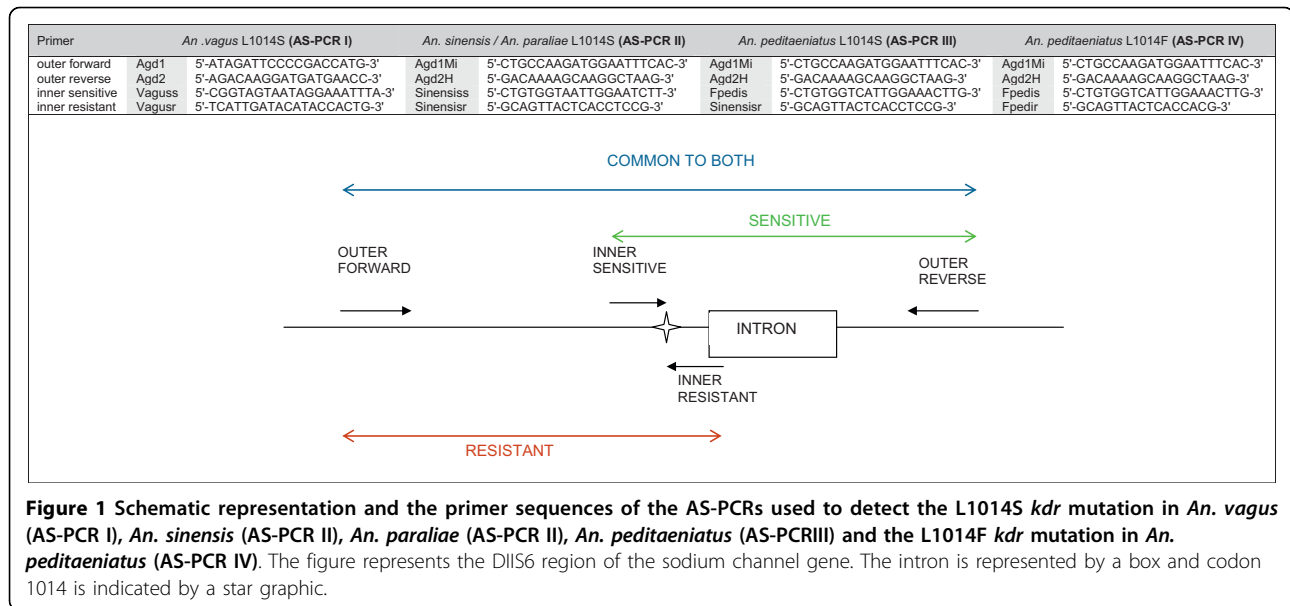 Primer An .vagus L1014S (AS-PCR I) An. sinensis / An. paraliae L1014S (AS-PCR II) An. peditaeniatus L1014S (AS-PCR III) An. peditaeniatus L1014F (AS-PCR IV)
outer forward Agd1 5'-ATAGATTCCCCGACCATG-3' Agd1Mi 5'-CTGCCAAGATGGAATTTCAC-3' Agd1Mi 5'-CTGCCAAGATGGAATTTCAC-3' Agd1Mi 5'-CTGCCAAGATGGAATTTCAC-3'
outer reverse Agd2 5'-AGACAAGGATGATGAACC-3' Agd2H 5'-GACAAAAGCAAGGCTAAG-3' Agd2H 5'-GACAAAAGCAAGGCTAAG-3' Agd2H 5'-GACAAAAGCAAGGCTAAG-3'
inner sensitive Vaguss 5'-CGGTAGTAATAGGAAATTTA-3' Sinensiss 5'-CTGTGGTAATTGGAATCTT-3' Fpedis 5'-CTGTGGTCATTGGAAACTTG-3' Fpedis 5'-CTGTGGTCATTGGAAACTTG-3'
inner resistant Vagusr 5'-TCATTGATACATACCACTG-3' Sinensisr 5'-GCAGTTACTCACCTCCG-3' Sinensisr 5'-GCAGTTACTCACCTCCG-3' Fpedir 5'-GCAGTTACTCACCACG-3'
COMMON TO BOTH
SENSITIVE
OUTER
FORWARD
INNER
SENSITIVE
OUTER
REVERSE
INTRON
INNER
RESISTANT
RESISTANT
Figure 1 Schematic representation and the primer sequences of the AS-PCRs used to detect the L1014S kdr mutation in An. vagus
(AS-PCR I), An. sinensis (AS-PCR II), An. paraliae (AS-PCR II), An. peditaeniatus (AS-PCRIII) and the L1014F kdr mutation in An.
peditaeniatus (AS-PCR IV). The figure represents the DIIS6 region of the sodium channel gene. The intron is represented by a box and codon
1014 is indicated by a star graphic.